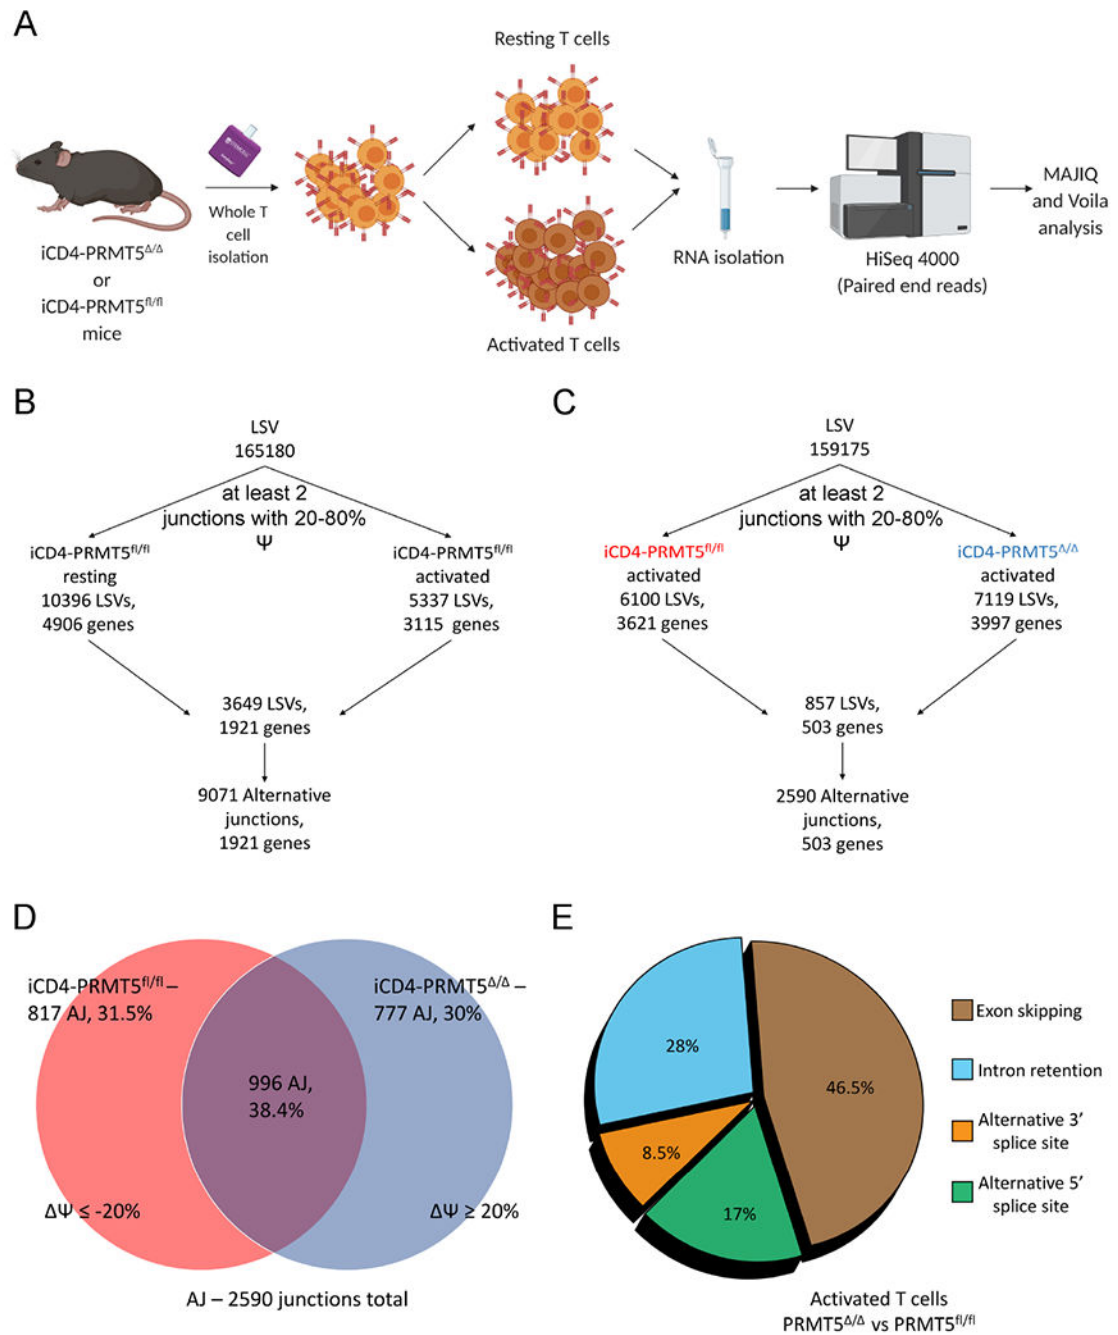 A
Resting T cells
Whole T
cell
isolation
iCD4-PRMT5Δ/Δ
or
iCD4-PRMT5fl/fl
mice
Activated T cells
RNA isolation
HiSeq 4000
(Paired end reads)
MAJIQ
and Voila
analysis
B
LSV
165180
at least 2
junctions with 20-80%
Ψ
iCD4-PRMT5fl/fl
resting
10396 LSVs,
4906 genes
iCD4-PRMT5fl/fl
activated
5337 LSVs,
3115 genes
3649 LSVs,
1921 genes
9071 Alternative
junctions,
1921 genes
C
LSV
159175
at least 2
junctions with 20-80%
Ψ
iCD4-PRMT5fl/fl
activated
6100 LSVs,
3621 genes
iCD4-PRMT5Δ/Δ
activated
7119 LSVs,
3997 genes
857 LSVs,
503 genes
2590 Alternative
junctions,
503 genes
D
iCD4-PRMT5fl/fl –
817 AJ, 31.5%
iCD4-PRMT5Δ/Δ –
777 AJ, 30%
996 AJ,
38.4%
ΔΨ ≤ -20%
ΔΨ ≥ 20%
AJ – 2590 junctions total
E
28%
46.5%
8.5%
17%
Exon skipping
Intron retention
Alternative 3’
splice site
Alternative 5’
splice site
Activated T cells
PRMT5Δ/Δ vs PRMT5fl/fl